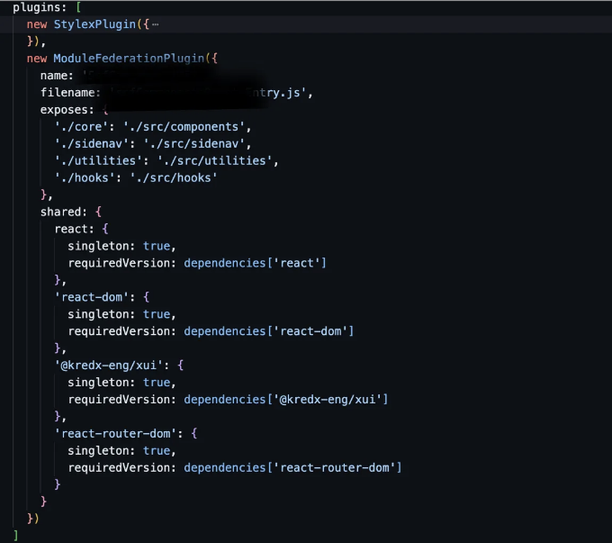 plugins: [
new StylexPlugin({⋯
}),
new ModuleFederationPlugin({
name: '
filename: ntry.js',
exposes: {
'./core': './src/components',
'./sidenav': './src/sidenav',
'./utilities': './src/utilities',
'./hooks': './src/hooks'
},
shared: {
react: {
singleton: true,
requiredVersion: dependencies['react']
},
'react-dom': {
singleton: true,
requiredVersion: dependencies['react-dom']
},
'@kredx-eng/xui': {
singleton: true,
requiredVersion: dependencies['@kredx-eng/xui']
},
'react-router-dom': {
singleton: true,
requiredVersion: dependencies['react-router-dom']
}
}
})
]